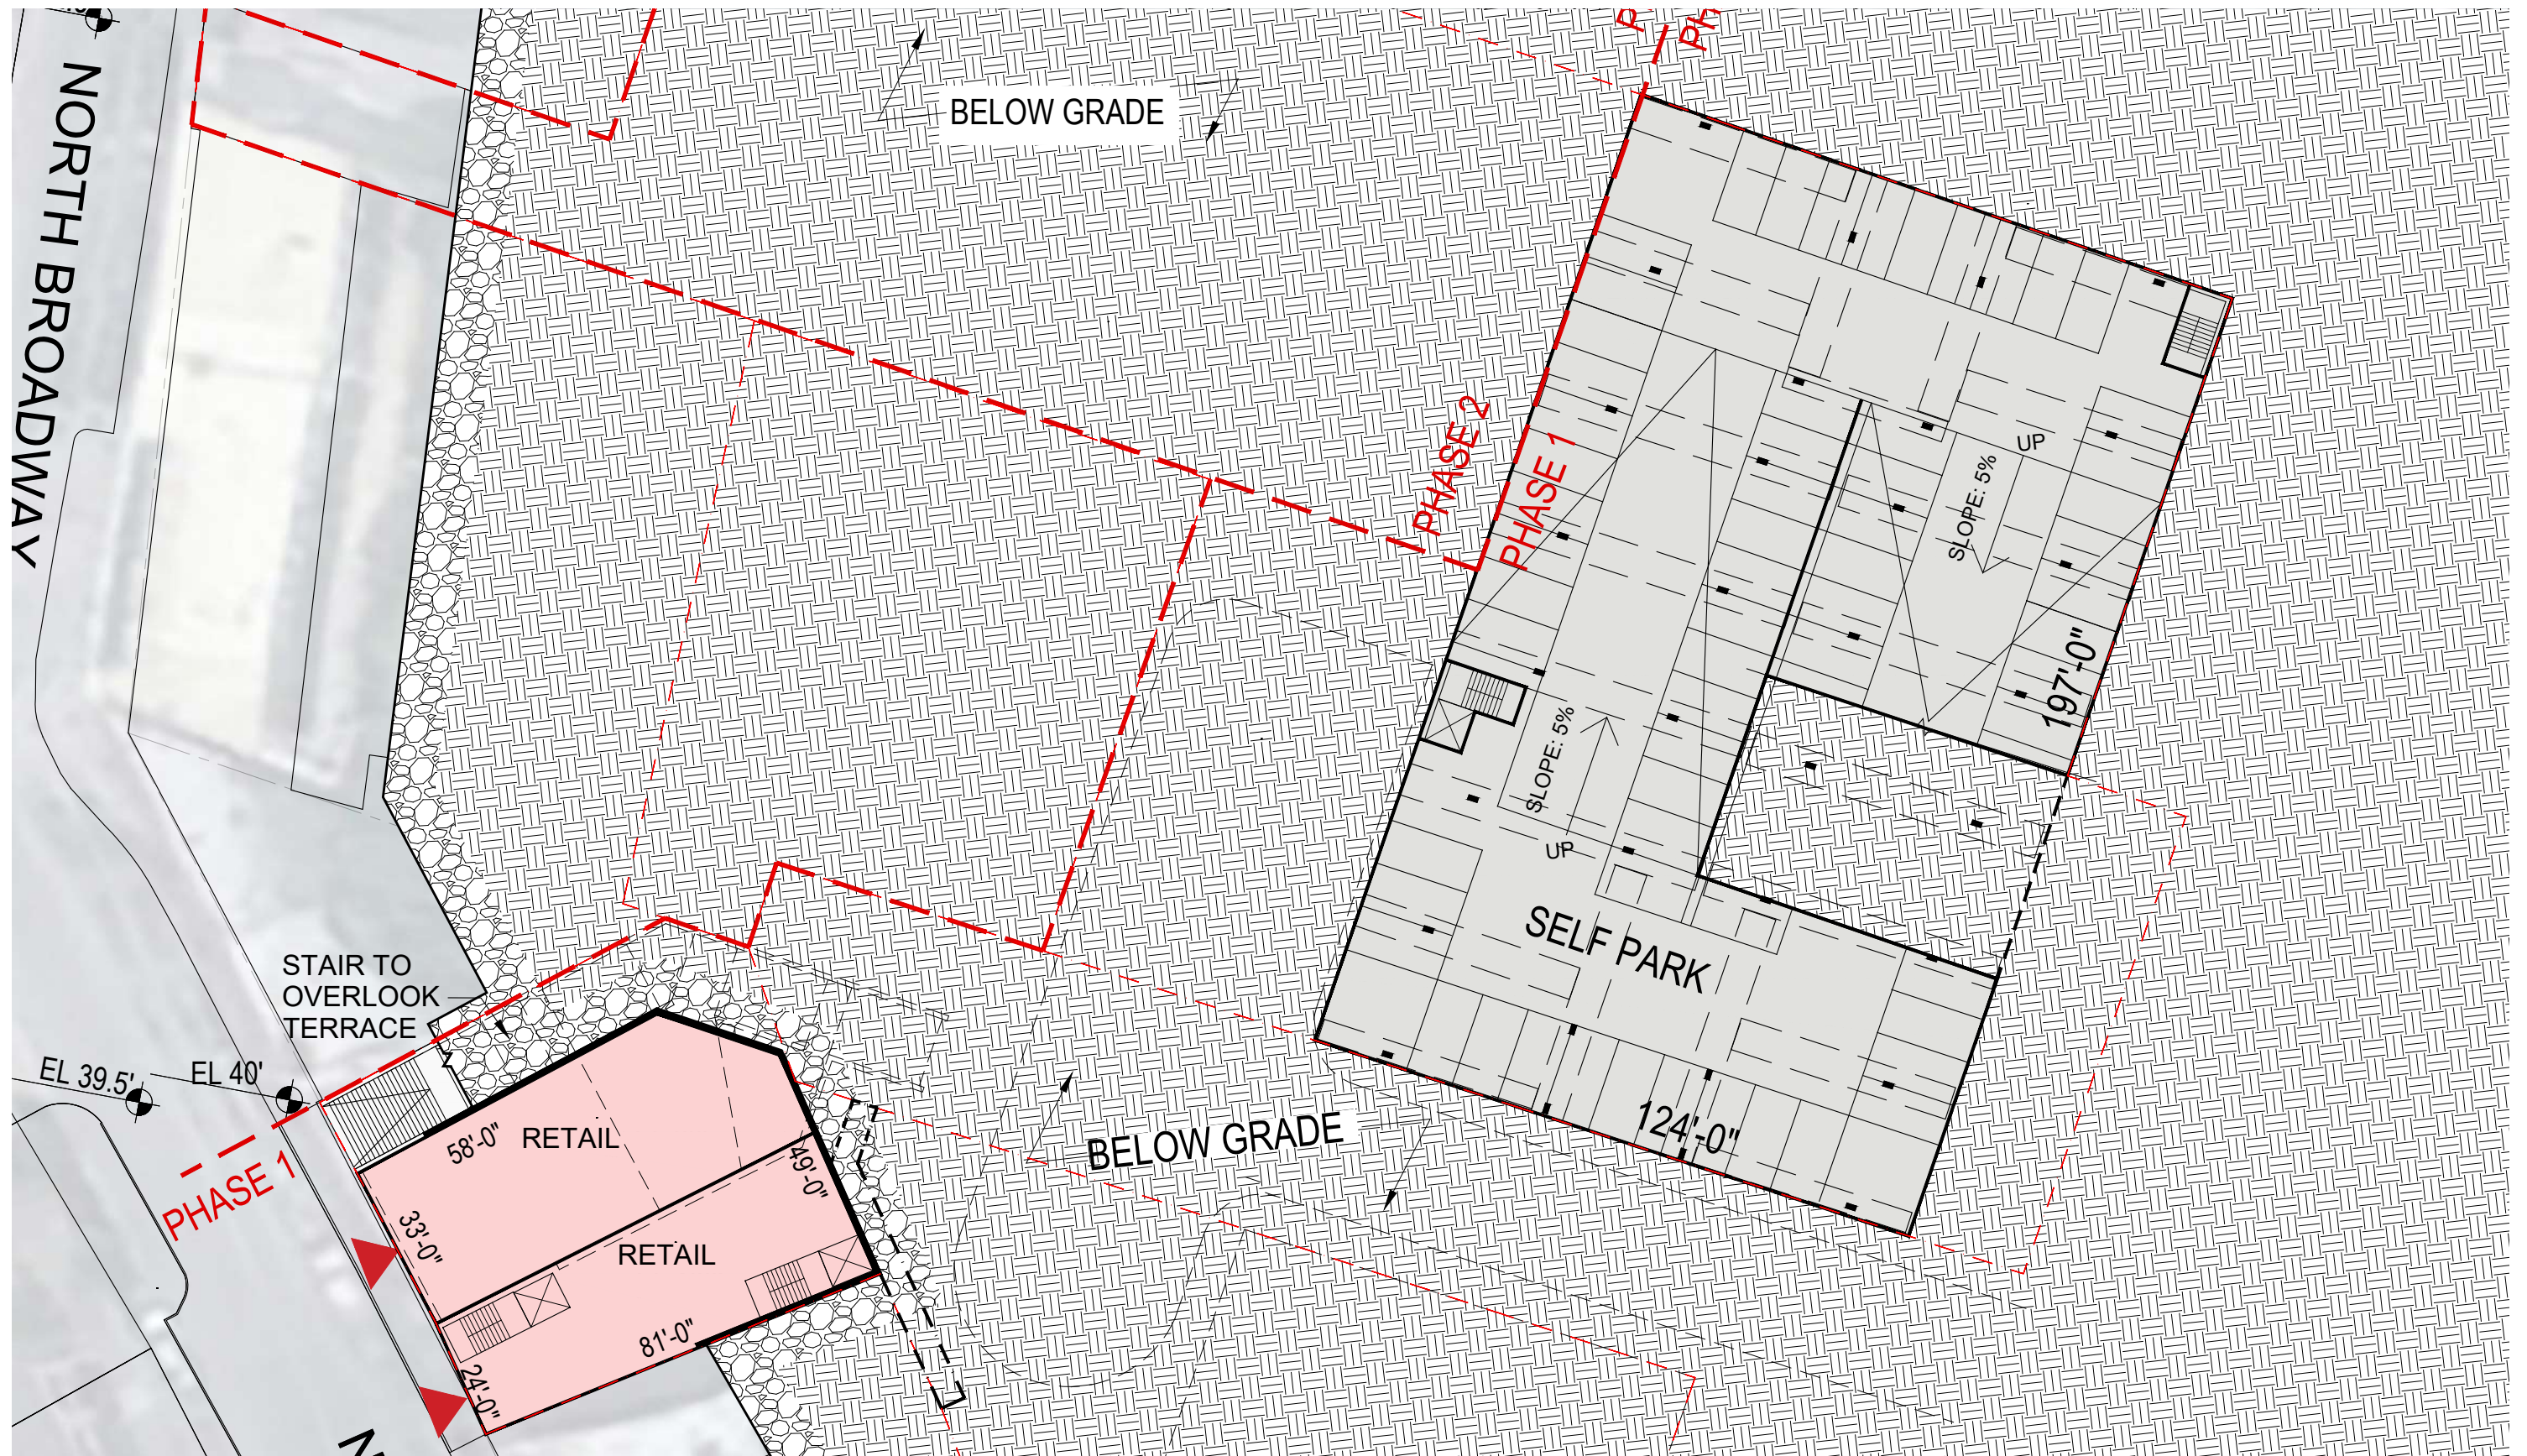 NORTH BROADWAY
BELOW GRADE
PHASE 2
PHASE 1
UP
SLOPE: 5%
197'-0"
SLOPE: 5%
UP
SELF PARK
124'-0"
BELOW GRADE
STAIR TO
OVERLOOK
TERRACE
EL 39.5'
EL 40'
PHASE 1
58'-0"
RETAIL
49'-0"
33'-0"
RETAIL
81'-0"
24'-0"